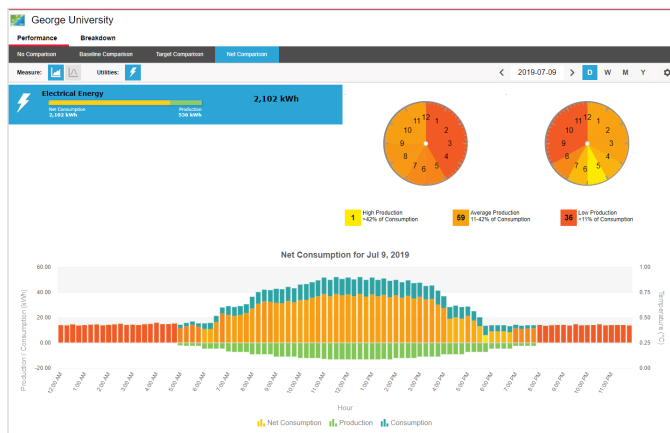 George University
Performance Breakdown
No Comparison Baseline Comparison Target Comparison Net Comparison
Measure: Utilities: 2019-07-09 D W M Y
Electrical Energy
2,102 kWh
Net Consumption Production
2,102 kWh 536 kWh
12 1 2 3 4 5 6 7 8 9 10 11
12 1 2 3 4 5 6 7 8 9 10 11
1 High Production
>42% of Consumption
59 Average Production
11-42% of Consumption
36 Low Production
<11% of Consumption
Net Consumption for Jul 9, 2019
Production / Consumption (kWh)
60.00
40.00
20.00
0.00
-20.00
1.00
0.75
0.50
0.25
0.00
Temperature (°C)
12:00 AM 1:00 AM 2:00 AM 3:00 AM 4:00 AM 5:00 AM 6:00 AM 7:00 AM 8:00 AM 9:00 AM 10:00 AM 11:00 AM 12:00 PM 1:00 PM 2:00 PM 3:00 PM 4:00 PM 5:00 PM 6:00 PM 7:00 PM 8:00 PM 9:00 PM 10:00 PM 11:00 PM
Hour
Net Consumption Production Consumption